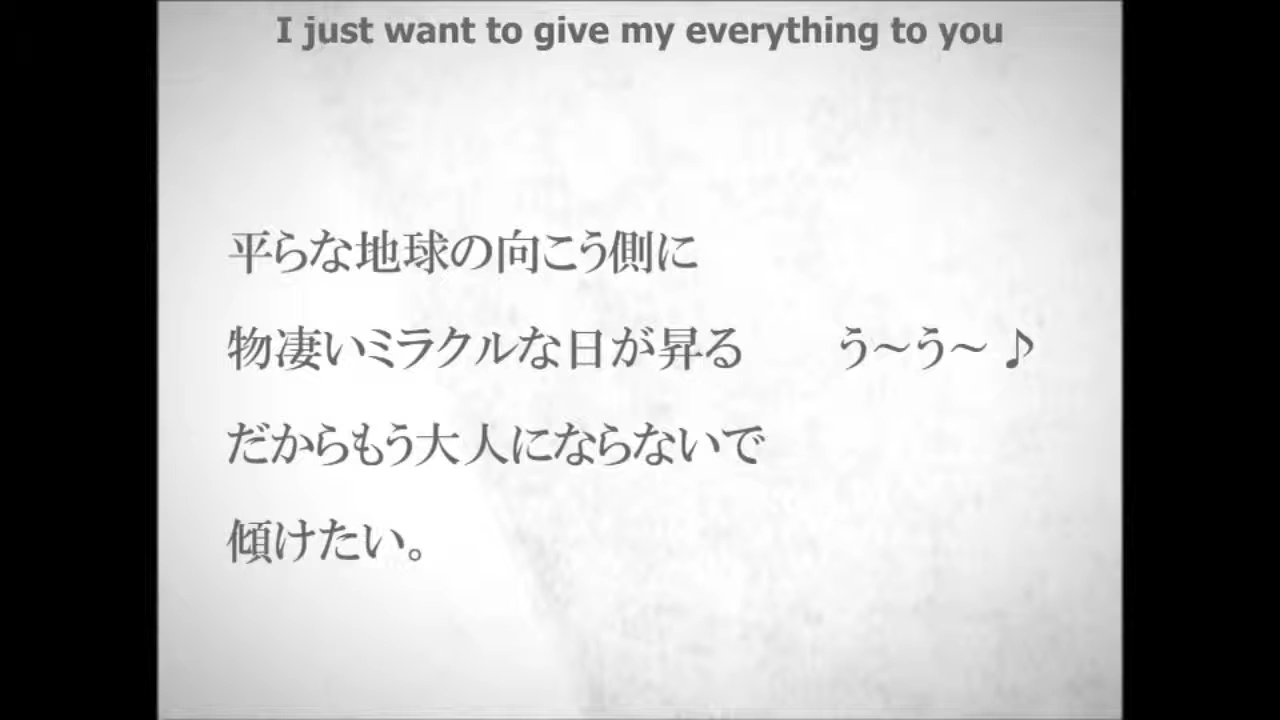 I just want to give my everything to you
平らな地球の向こう側に
物凄いミラクルな日が昇る　　う～う～♪
だからもう大人にならないで
傾けたい。